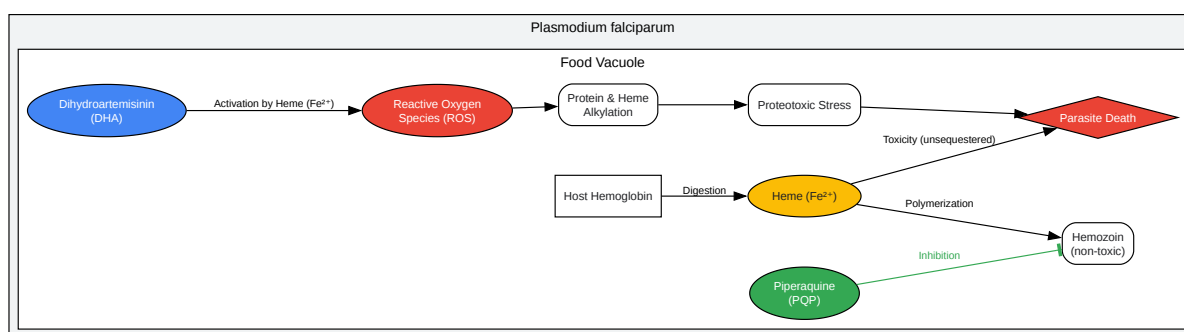 Plasmodium falciparum
Food Vacuole
Dihydroartemisinin
(DHA)
Activation by Heme (Fe²⁺)
Reactive Oxygen
Species (ROS)
Protein & Heme
Alkylation
Proteotoxic Stress
Parasite Death
Toxicity (unsequestered)
Host Hemoglobin
Digestion
Heme (Fe²⁺)
Polymerization
Hemozoin
(non-toxic)
Inhibition
Piperaquine
(PQP)